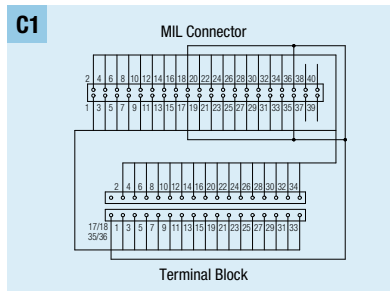 C1
MIL Connector
2 4 6 8 10 12 14 16 18 20 22 24 26 28 30 32 34 36 38 40
1 3 5 7 9 11 13 15 17 19 21 23 25 27 29 31 33 35 37 39
2 4 6 8 10 12 14 16 20 22 24 26 28 30 32 34
17/18 1 3 5 7 9 11 13 15 19 21 23 25 27 29 31 33
35/36
Terminal Block